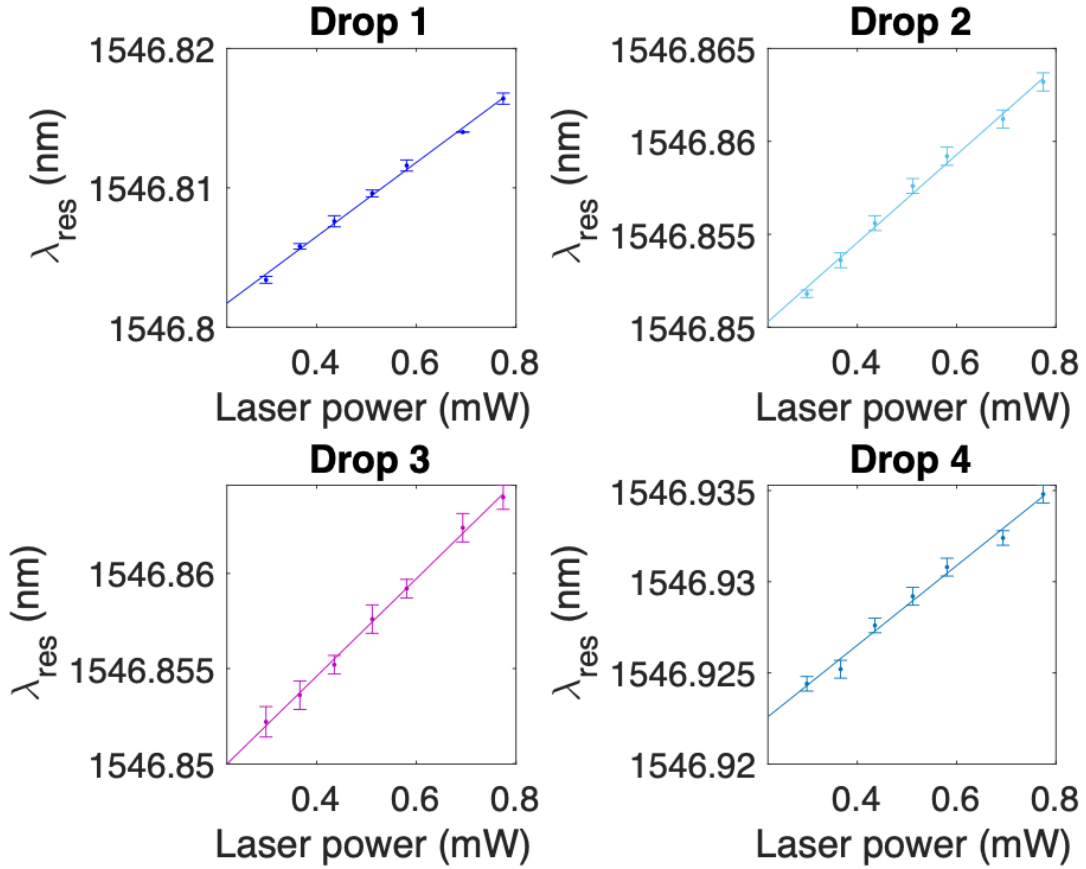 Drop 1
1546.82
1546.81
1546.8
λres (nm)
0.4 0.6 0.8
Laser power (mW)
Drop 2
1546.865
1546.86
1546.855
1546.85
λres (nm)
0.4 0.6 0.8
Laser power (mW)
Drop 3
1546.86
1546.855
1546.85
λres (nm)
0.4 0.6 0.8
Laser power (mW)
Drop 4
1546.935
1546.93
1546.925
1546.92
λres (nm)
0.4 0.6 0.8
Laser power (mW)